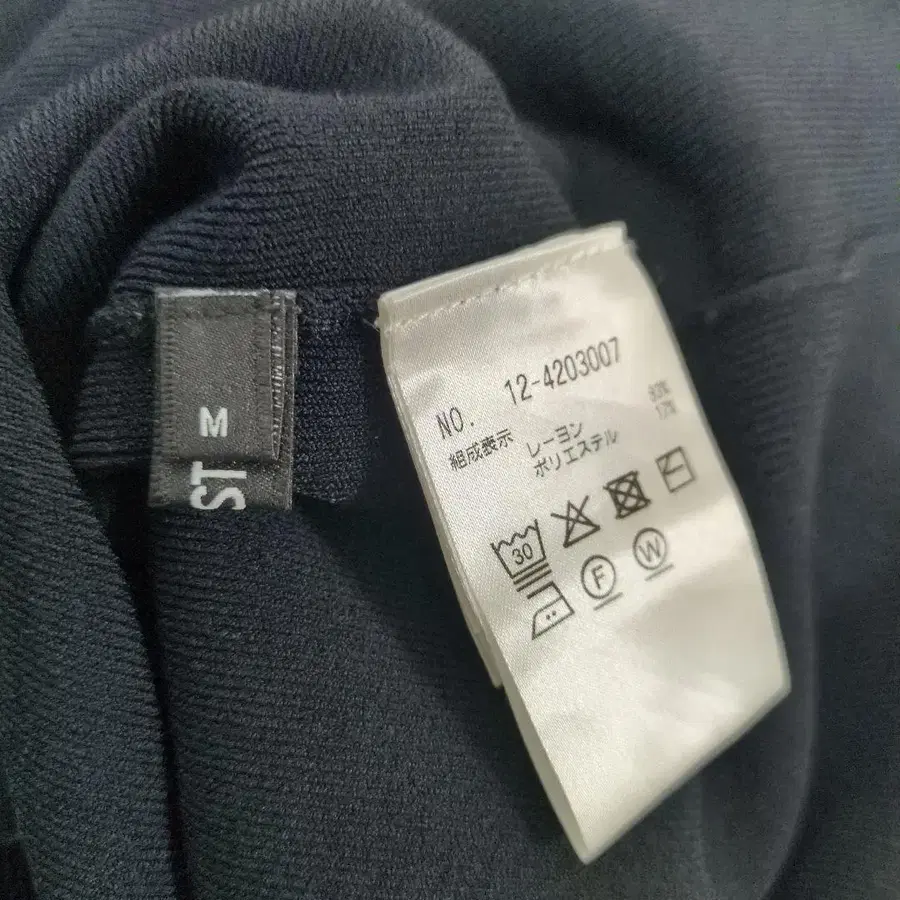 M
ST
NO. 12-4203007
組成表示 レーヨン 83%
ポリエステル 17%
30
F W